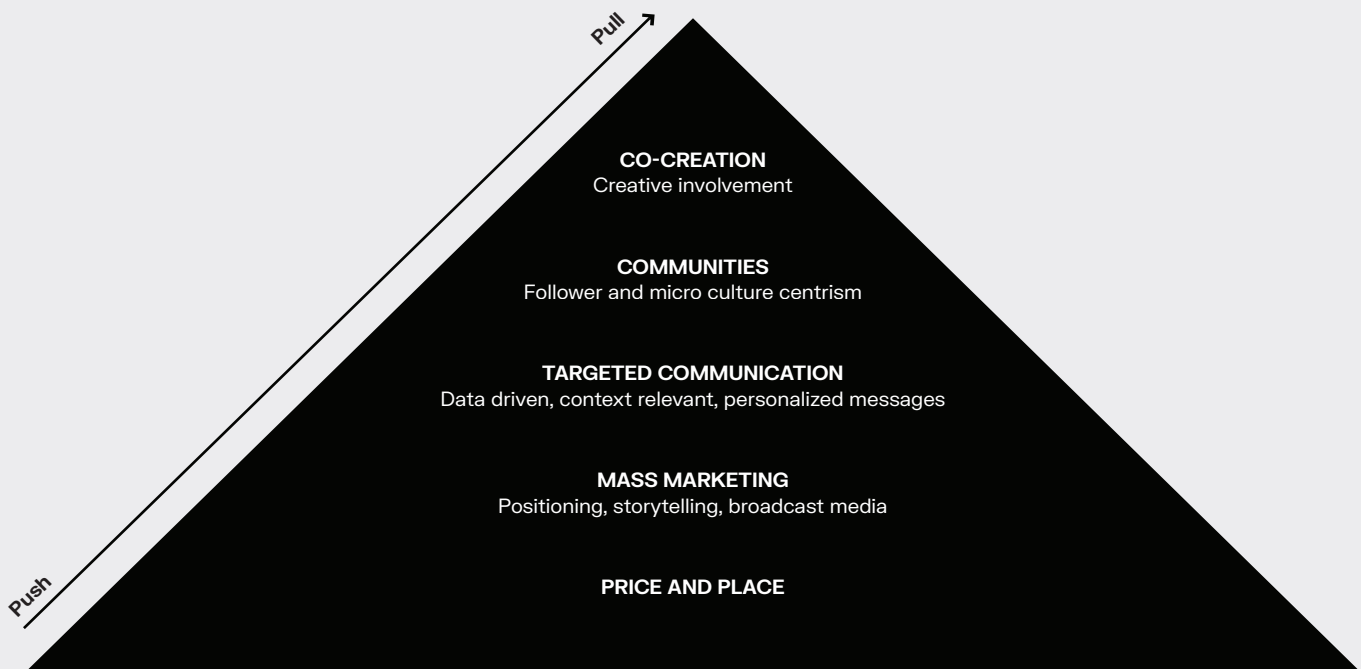 Pull
CO-CREATION
Creative involvement
COMMUNITIES
Follower and micro culture centrism
TARGETED COMMUNICATION
Data driven, context relevant, personalized messages
MASS MARKETING
Positioning, storytelling, broadcast media
Push
PRICE AND PLACE